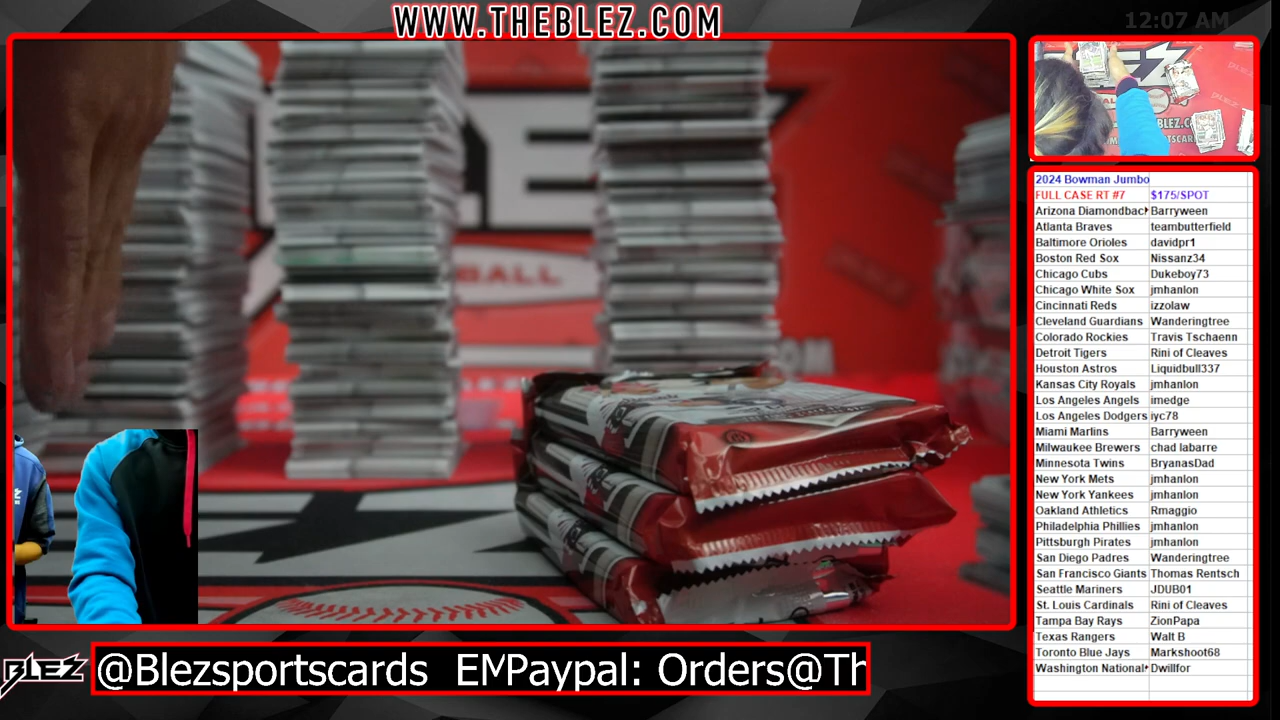 WWW.THEBLEZ.COM
12:07 AM
2024 Bowman Jumbo
FULL CASE RT #7 $175/SPOT
Arizona Diamondbac Barryween
Atlanta Braves teambutterfield
Baltimore Orioles davidpr1
Boston Red Sox Nissanz34
Chicago Cubs Dukeboy73
Chicago White Sox jmhanlon
Cincinnati Reds izzolaw
Cleveland Guardians Wanderingtree
Colorado Rockies Travis Tschaenn
Detroit Tigers Rini of Cleaves
Houston Astros Liquidbull337
Kansas City Royals jmhanlon
Los Angeles Angels imedge
Los Angeles Dodgers iyc78
Miami Marlins Barryween
Milwaukee Brewers chad labarre
Minnesota Twins BryanasDad
New York Mets jmhanlon
New York Yankees jmhanlon
Oakland Athletics Rmaggio
Philadelphia Phillies jmhanlon
Pittsburgh Pirates jmhanlon
San Diego Padres Wanderingtree
San Francisco Giants Thomas Rentsch
Seattle Mariners JDUB01
St. Louis Cardinals Rini of Cleaves
Tampa Bay Rays ZionPapa
Texas Rangers Walt B
Toronto Blue Jays Markshoot68
Washington National Dwillfor
BLEZ @Blezsportscards EMPaypal: Orders@Th